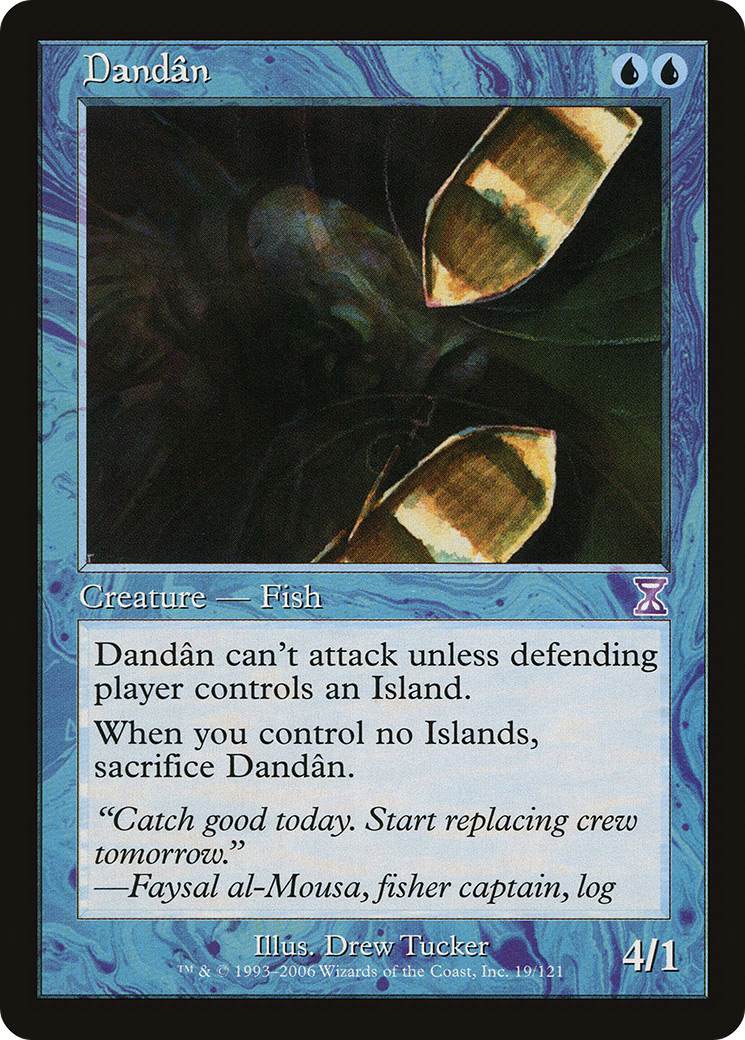 Dandân
Creature — Fish
Dandân can't attack unless defending
player controls an Island.
When you control no Islands,
sacrifice Dandân.
“Catch good today. Start replacing crew
tomorrow.”
—Faysal al-Mousa, fisher captain, log
Illus. Drew Tucker
™ & © 1993–2006 Wizards of the Coast, Inc. 19/121
4/1